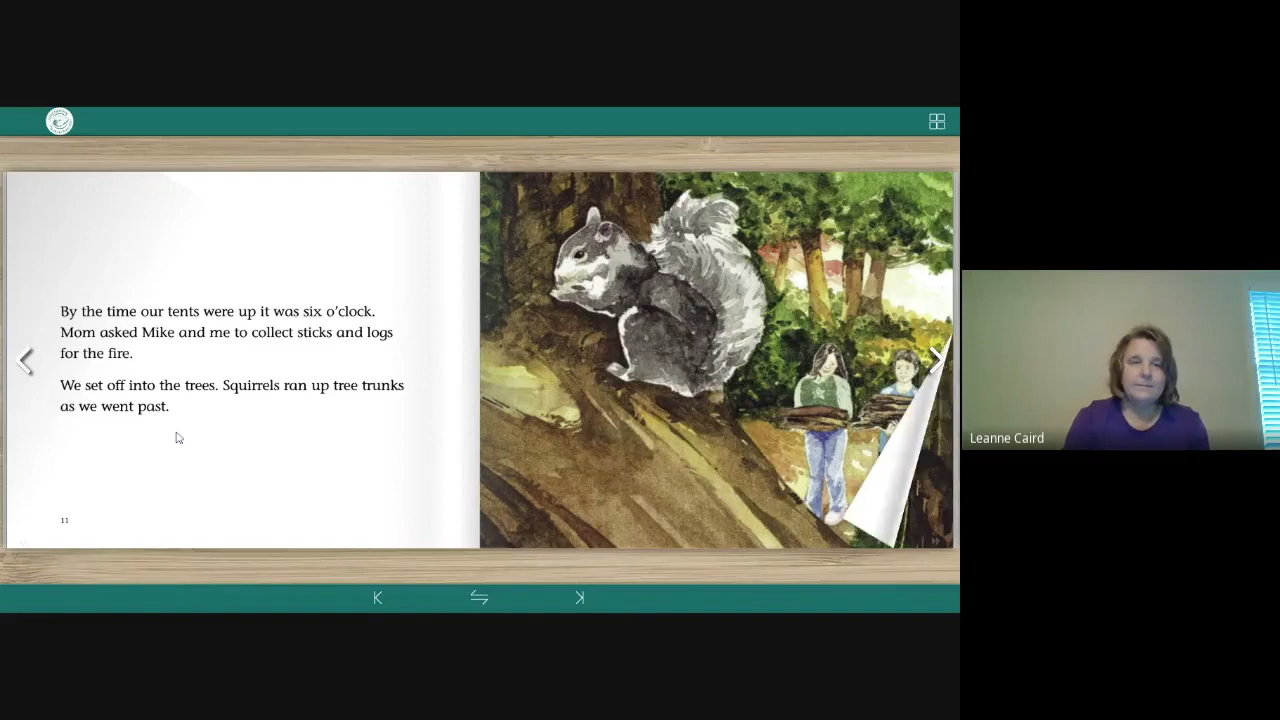 By the time our tents were up it was six o'clock.
Mom asked Mike and me to collect sticks and logs
for the fire.
We set off into the trees. Squirrels ran up tree trunks
as we went past.
11
Leanne Caird